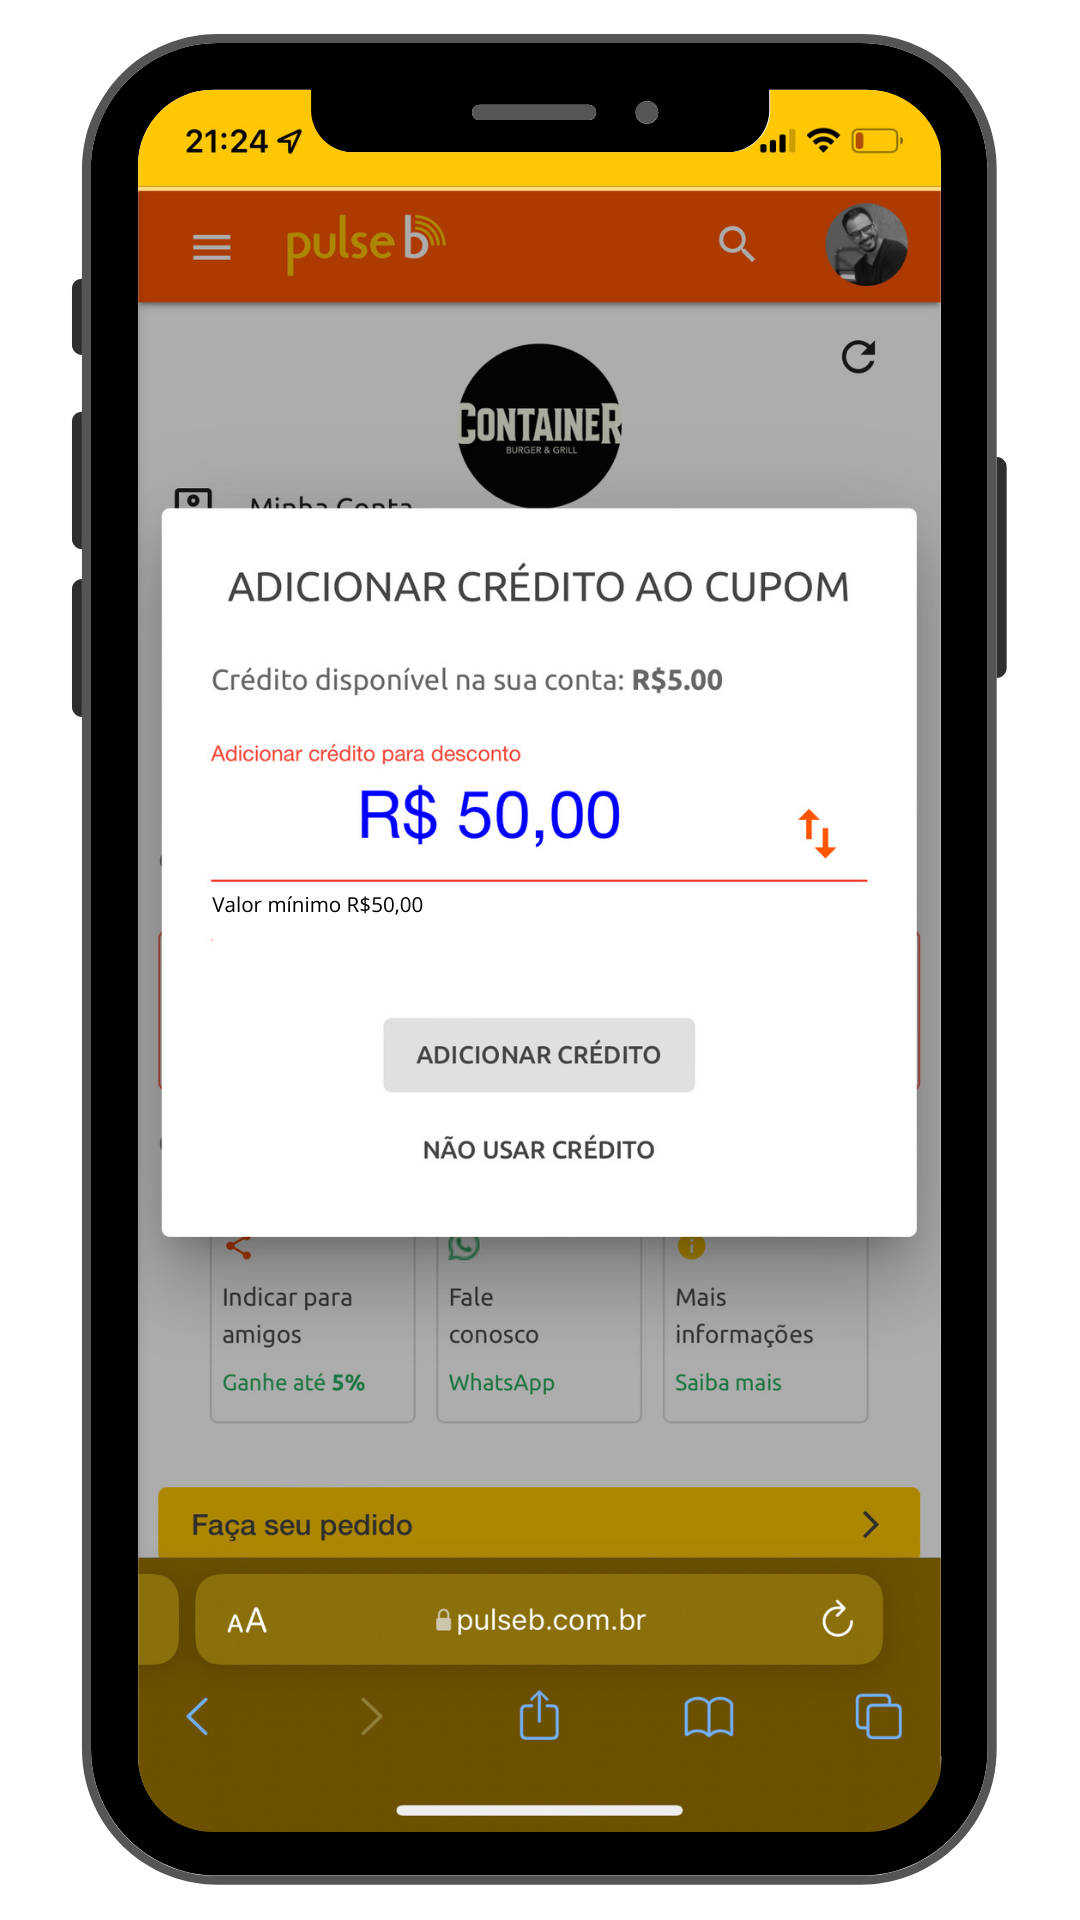 21:24
pulse b
CONTAINER
BURGER & GRILL
Minha Conta
ADICIONAR CRÉDITO AO CUPOM
Crédito disponível na sua conta: R$5.00
Adicionar crédito para desconto
R$ 50,00
Valor mínimo R$50,00
ADICIONAR CRÉDITO
NÃO USAR CRÉDITO
Indicar para
amigos
Ganhe até 5%
Fale
conosco
WhatsApp
Mais
informações
Saiba mais
Faça seu pedido
AA
pulseb.com.br